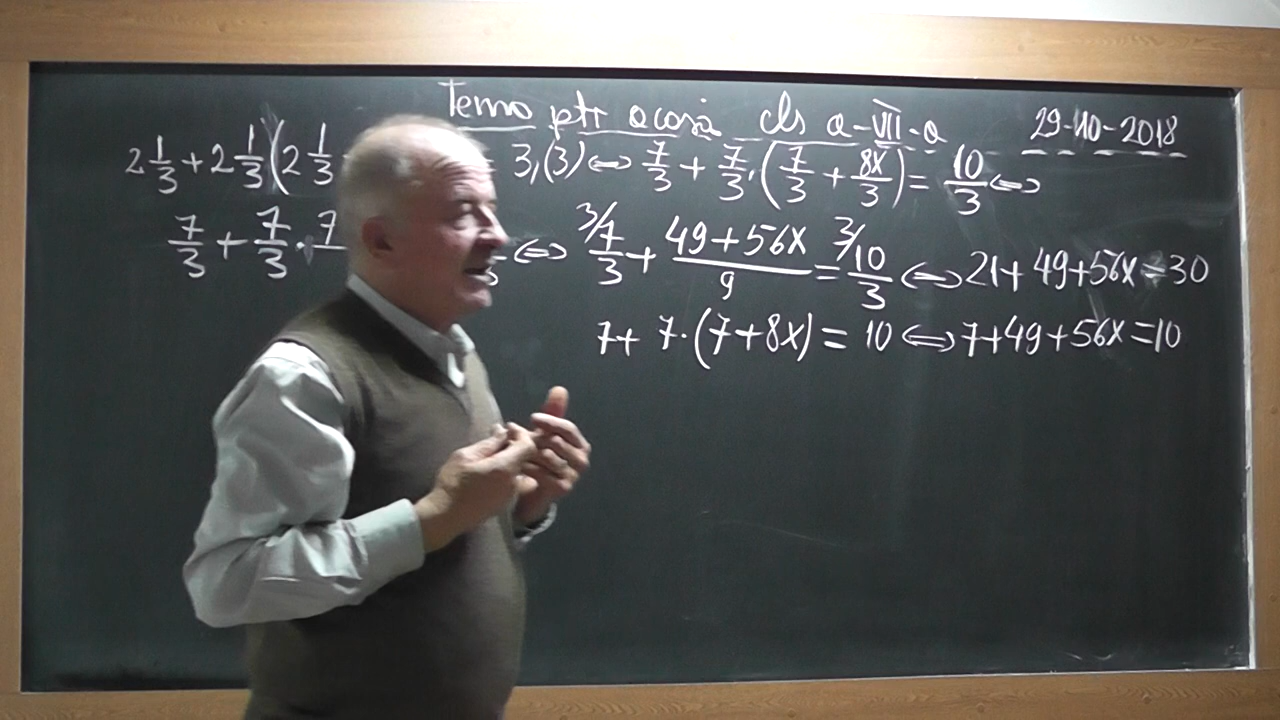 Temă ptr acasă cls a-VII-a 29-10-2018
2 1/3 + 2 1/3 (2 1/3 = 3,(3) ⇔ 7/3 + 7/3 · (7/3 + 8x/3) = 10/3 ⇔
7/3 + 7/3 · 7 ⇔ 3/ 7/3 + (49+56x)/9 = 3/ 10/3 ⇔ 21+49+56x=30
7+ 7·(7+8x) = 10 ⇔ 7+49+56x=10